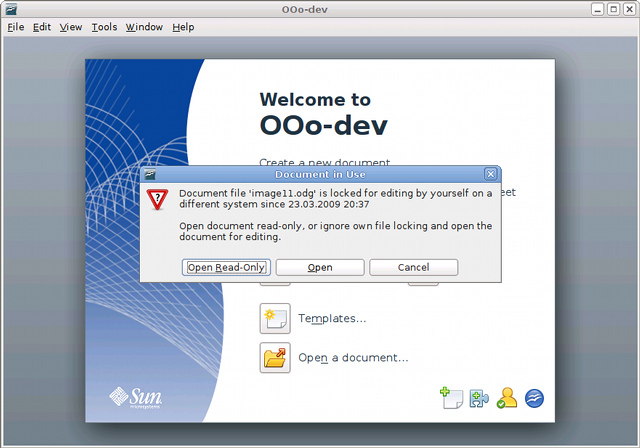 OOo-dev
File Edit View Tools Window Help
Welcome to
OOo-dev
Create a new document
Document in Use
Document file 'image11.odg' is locked for editing by yourself on a
different system since 23.03.2009 20:37
Open document read-only, or ignore own file locking and open the
document for editing.
Open Read-Only Open Cancel
Templates...
Open a document...
Sun
microsystems